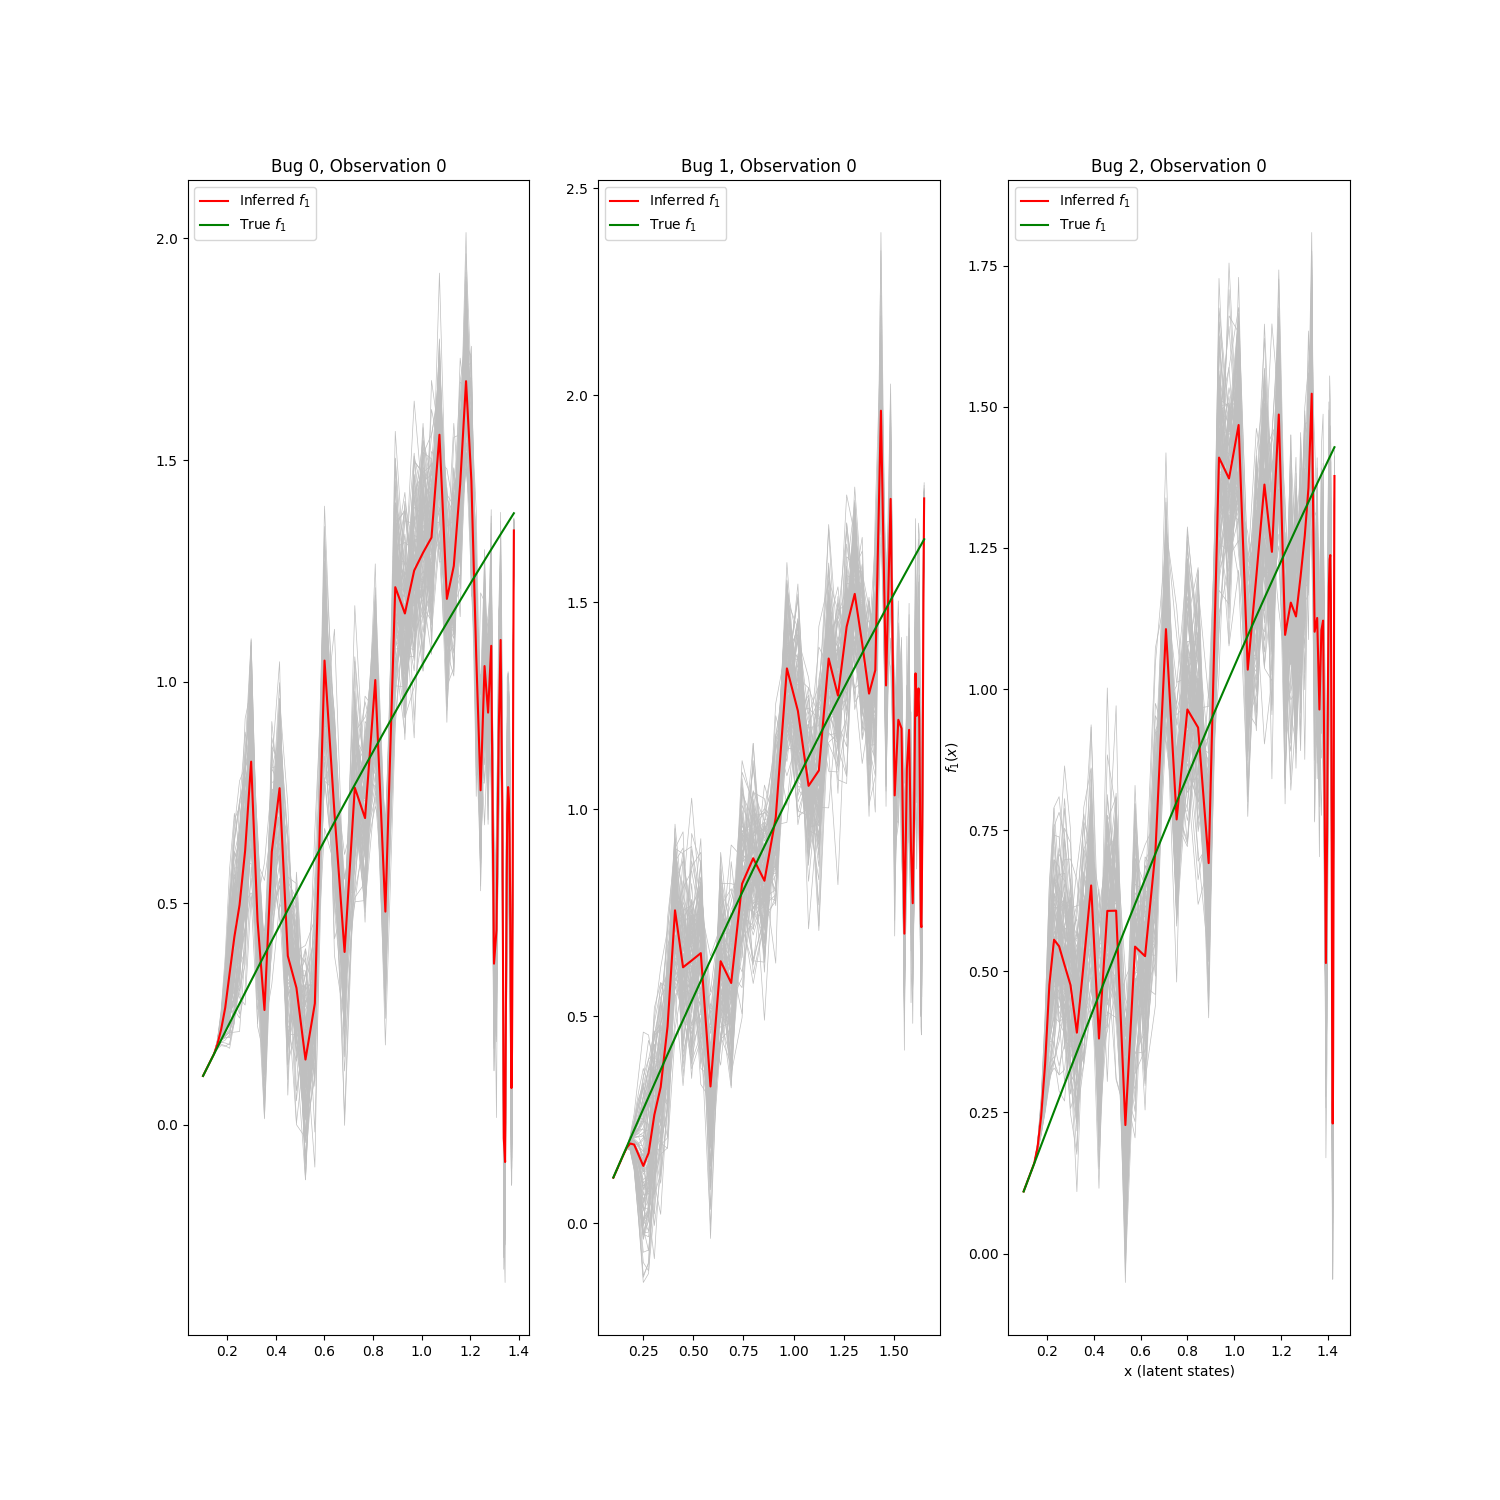 Bug 0, Observation 0
Inferred f₁
True f₁
2.0
1.5
1.0
0.5
0.0
0.2 0.4 0.6 0.8 1.0 1.2 1.4
Bug 1, Observation 0
Inferred f₁
True f₁
2.5
2.0
1.5
1.0
0.5
0.0
0.25 0.50 0.75 1.00 1.25 1.50
Bug 2, Observation 0
Inferred f₁
True f₁
f₁(x)
1.75
1.50
1.25
1.00
0.75
0.50
0.25
0.00
0.2 0.4 0.6 0.8 1.0 1.2 1.4
x (latent states)